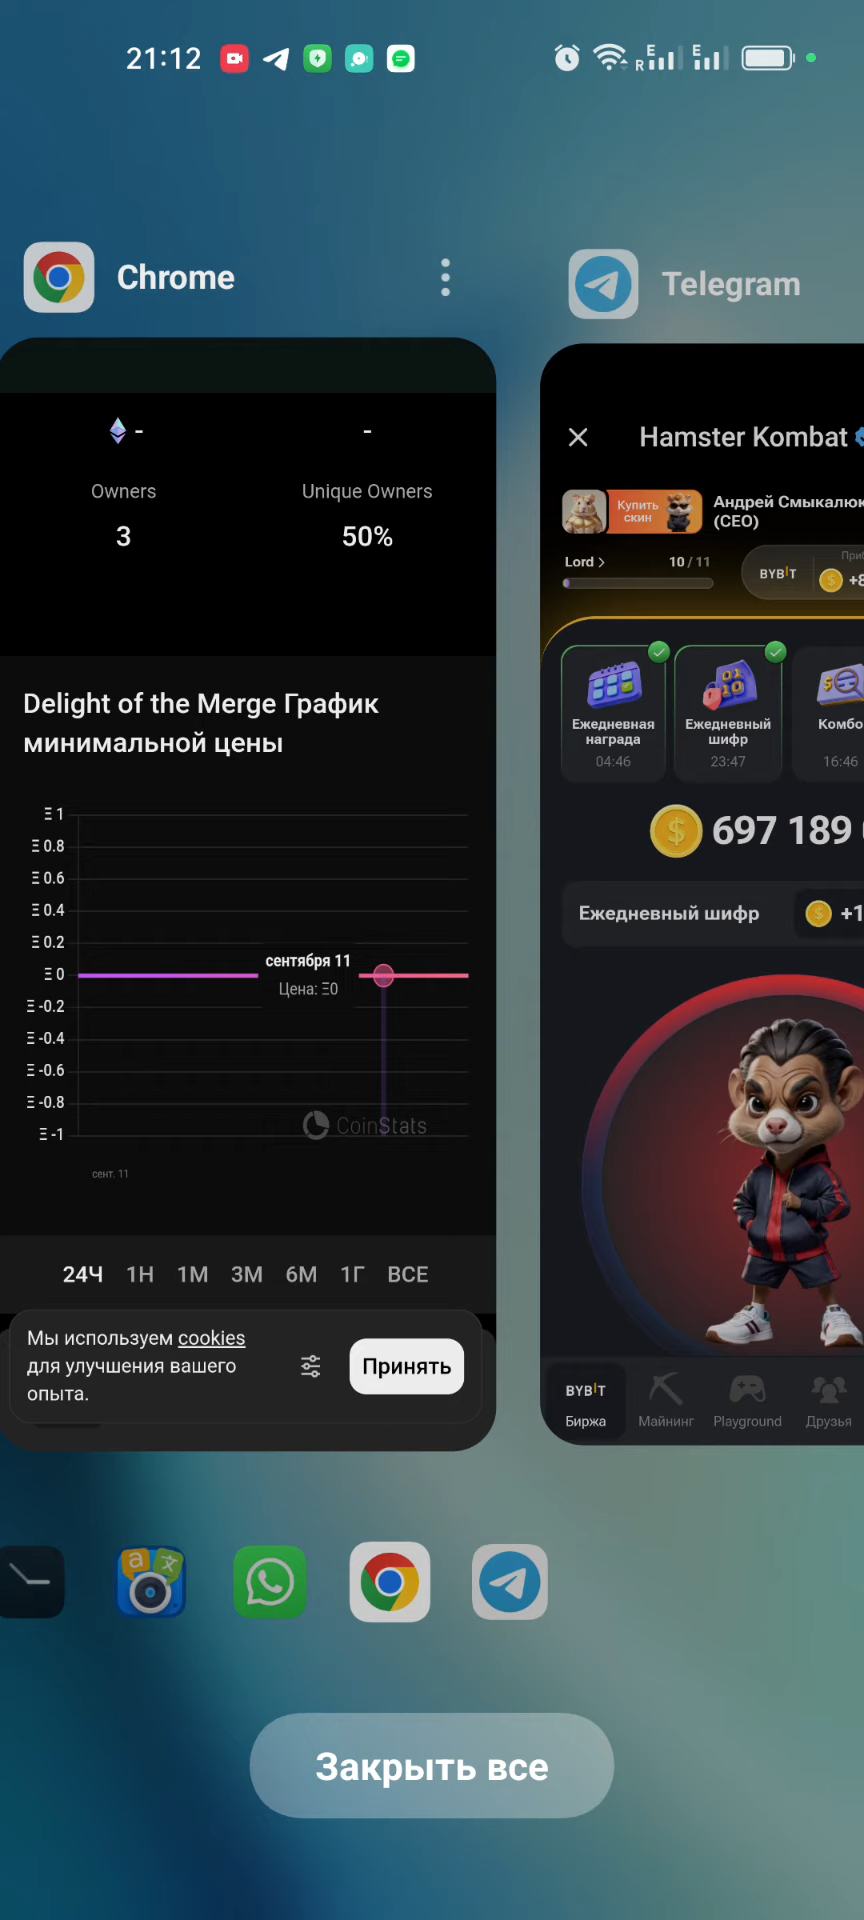 21:12
R E E
Chrome
-
-
Owners
Unique Owners
3
50%
Delight of the Merge График
минимальной цены
Ξ 1
Ξ 0.8
Ξ 0.6
Ξ 0.4
Ξ 0.2
Ξ 0
Ξ -0.2
Ξ -0.4
Ξ -0.6
Ξ -0.8
Ξ -1
сентября 11
Цена: Ξ0
CoinStats
сент. 11
24Ч 1Н 1М 3М 6М 1Г ВСЕ
Мы используем cookies
для улучшения вашего
опыта.
Принять
Telegram
Hamster Kombat
Купить
скин
Андрей Смыкалюк
(CEO)
Lord
10 / 11
BYBIT
+8
Ежедневная
награда
04:46
Ежедневный
шифр
23:47
Комбо
16:46
697 189
Ежедневный шифр
+1
BYBIT
Биржа
Майнинг
Playground
Друзья
Закрыть все